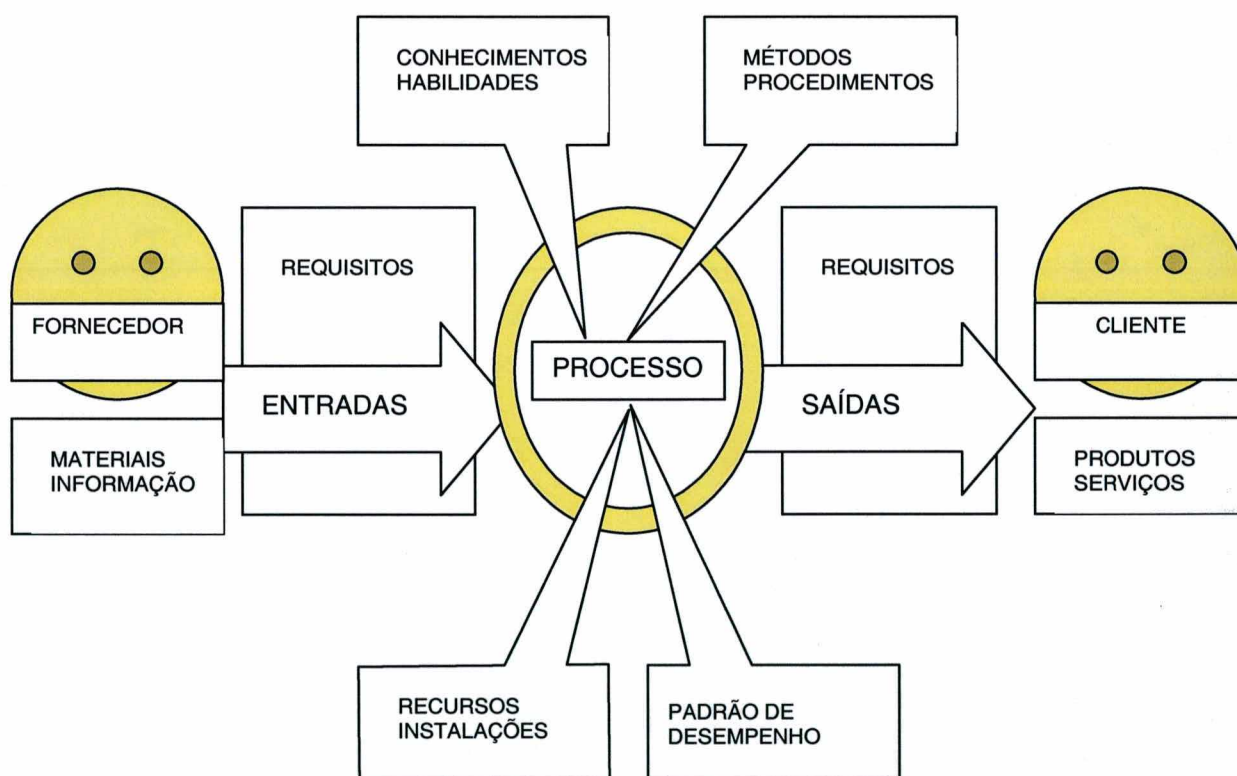 CONHECIMENTOS
HABILIDADES
MÉTODOS
PROCEDIMENTOS
FORNECEDOR
REQUISITOS
REQUISITOS
CLIENTE
PROCESSO
ENTRADAS
SAÍDAS
MATERIAIS
INFORMAÇÃO
PRODUTOS
SERVIÇOS
RECURSOS
INSTALAÇÕES
PADRÃO DE
DESEMPENHO